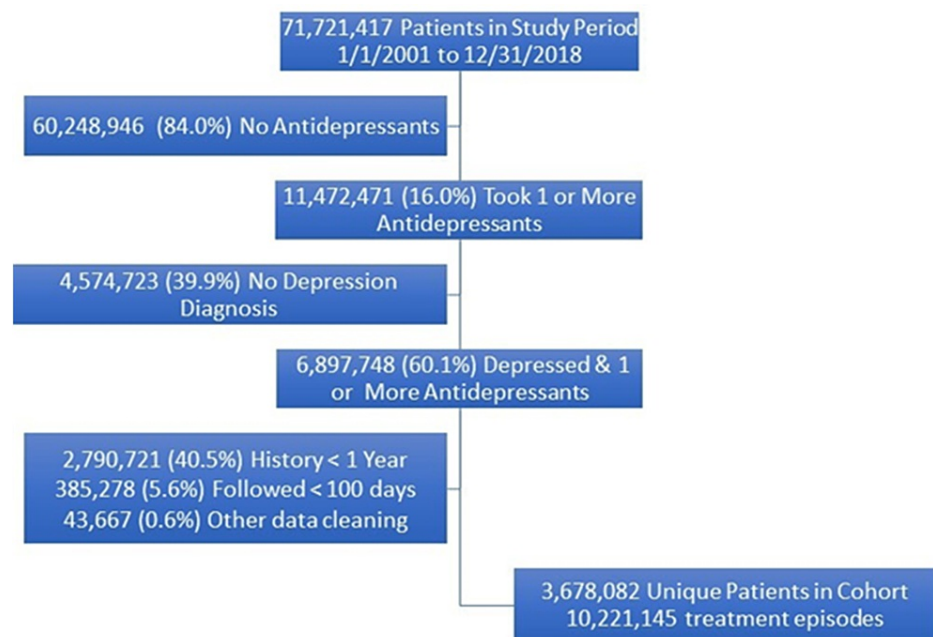 71,721,417 Patients in Study Period
1/1/2001 to 12/31/2018
60,248,946 (84.0%) No Antidepressants
11,472,471 (16.0%) Took 1 or More
Antidepressants
4,574,723 (39.9%) No Depression
Diagnosis
6,897,748 (60.1%) Depressed & 1
or More Antidepressants
2,790,721 (40.5%) History < 1 Year
385,278 (5.6%) Followed < 100 days
43,667 (0.6%) Other data cleaning
3,678,082 Unique Patients in Cohort
10,221,145 treatment episodes